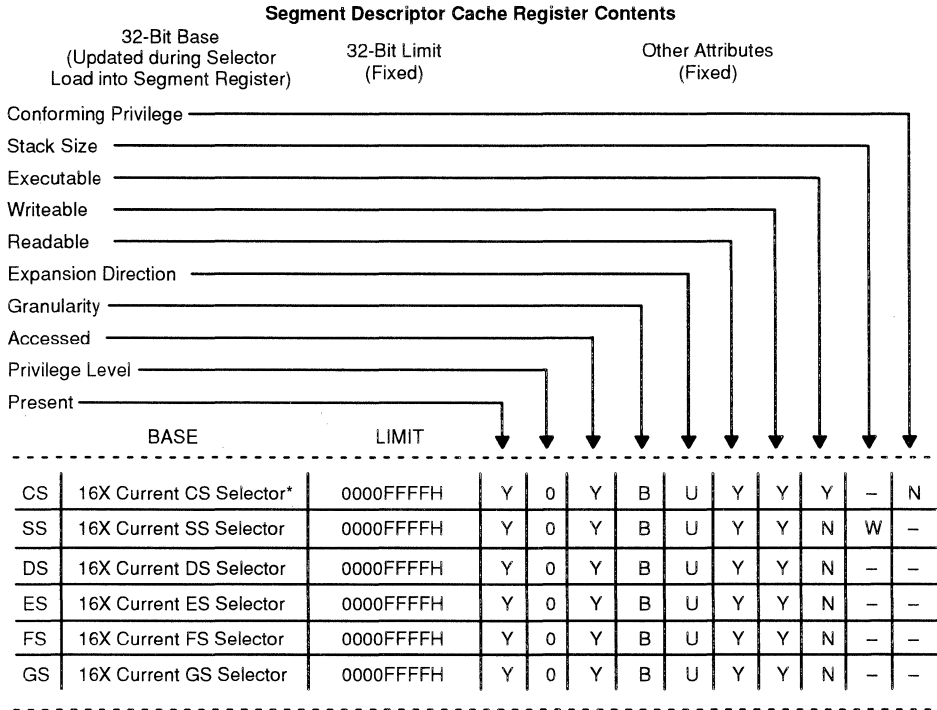 Segment Descriptor Cache Register Contents
32-Bit Base
(Updated during Selector
Load into Segment Register)
32-Bit Limit
(Fixed)
Other Attributes
(Fixed)
Conforming Privilege
Stack Size
Executable
Writeable
Readable
Expansion Direction
Granularity
Accessed
Privilege Level
Present
BASE LIMIT
CS 16X Current CS Selector* 0000FFFFH Y 0 Y B U Y Y Y – N
SS 16X Current SS Selector 0000FFFFH Y 0 Y B U Y Y N W –
DS 16X Current DS Selector 0000FFFFH Y 0 Y B U Y Y N – –
ES 16X Current ES Selector 0000FFFFH Y 0 Y B U Y Y N – –
FS 16X Current FS Selector 0000FFFFH Y 0 Y B U Y Y N – –
GS 16X Current GS Selector 0000FFFFH Y 0 Y B U Y Y N – –